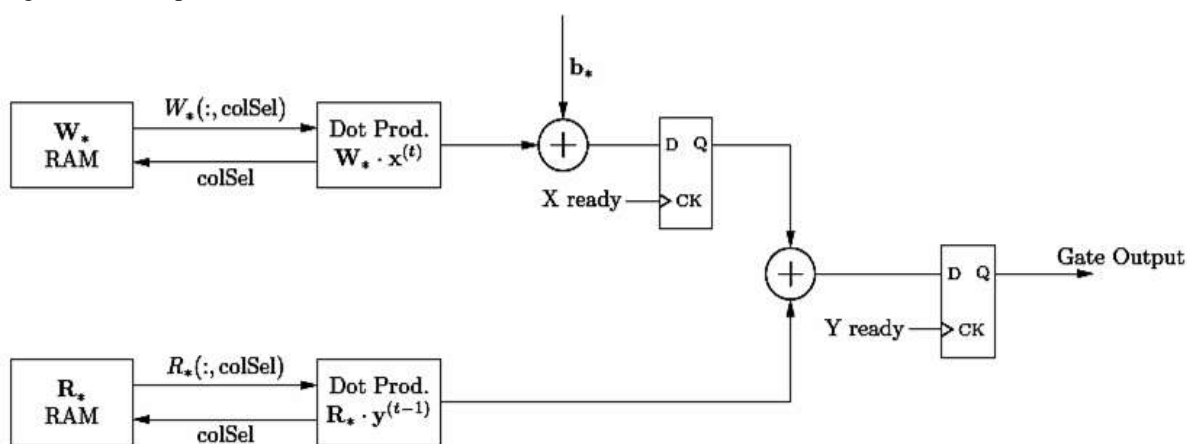 b*
W*(:, colSel)
W*
RAM
colSel
Dot Prod.
W* · x(t)
+
D Q
X ready
CK
+
D Q
Gate Output
Y ready
CK
R*(:, colSel)
R*
RAM
colSel
Dot Prod.
R* · y(t−1)